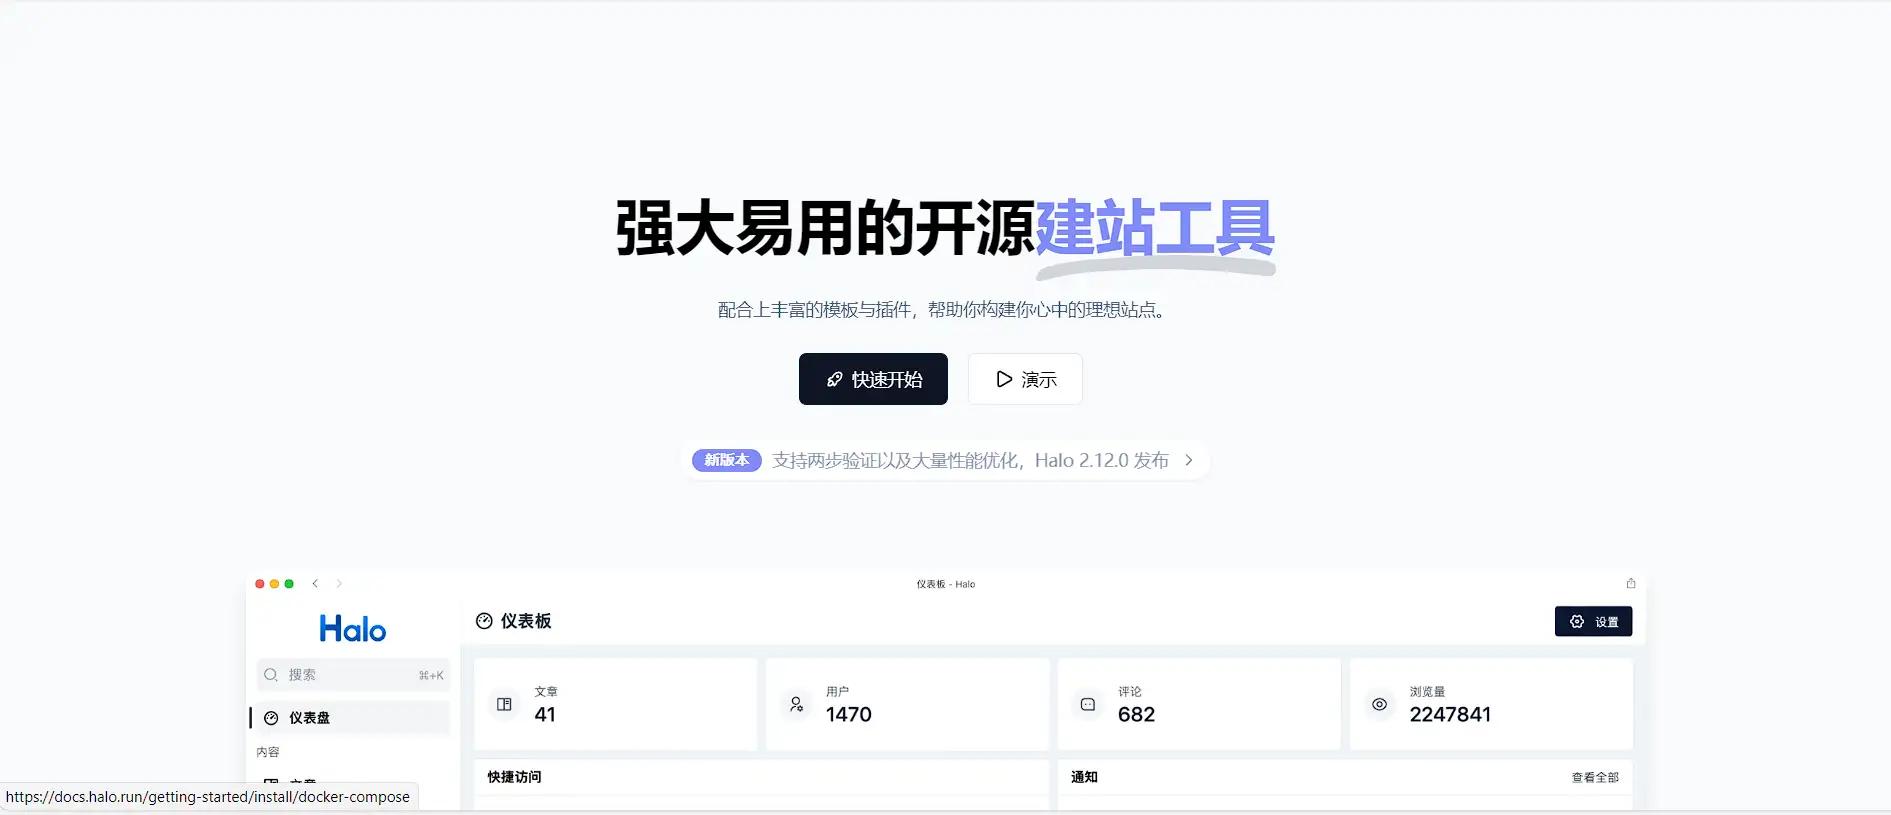 强大易用的开源建站工具
配合上丰富的模板与插件，帮助你构建你心中的理想站点。
快速开始
演示
新版本 支持两步验证以及大量性能优化，Halo 2.12.0 发布
仪表板 - Halo
Halo
仪表板
设置
搜索 ⌘+K
仪表盘
内容
文章
41
用户
1470
评论
682
浏览量
2247841
快捷访问
通知
查看全部
https://docs.halo.run/getting-started/install/docker-compose